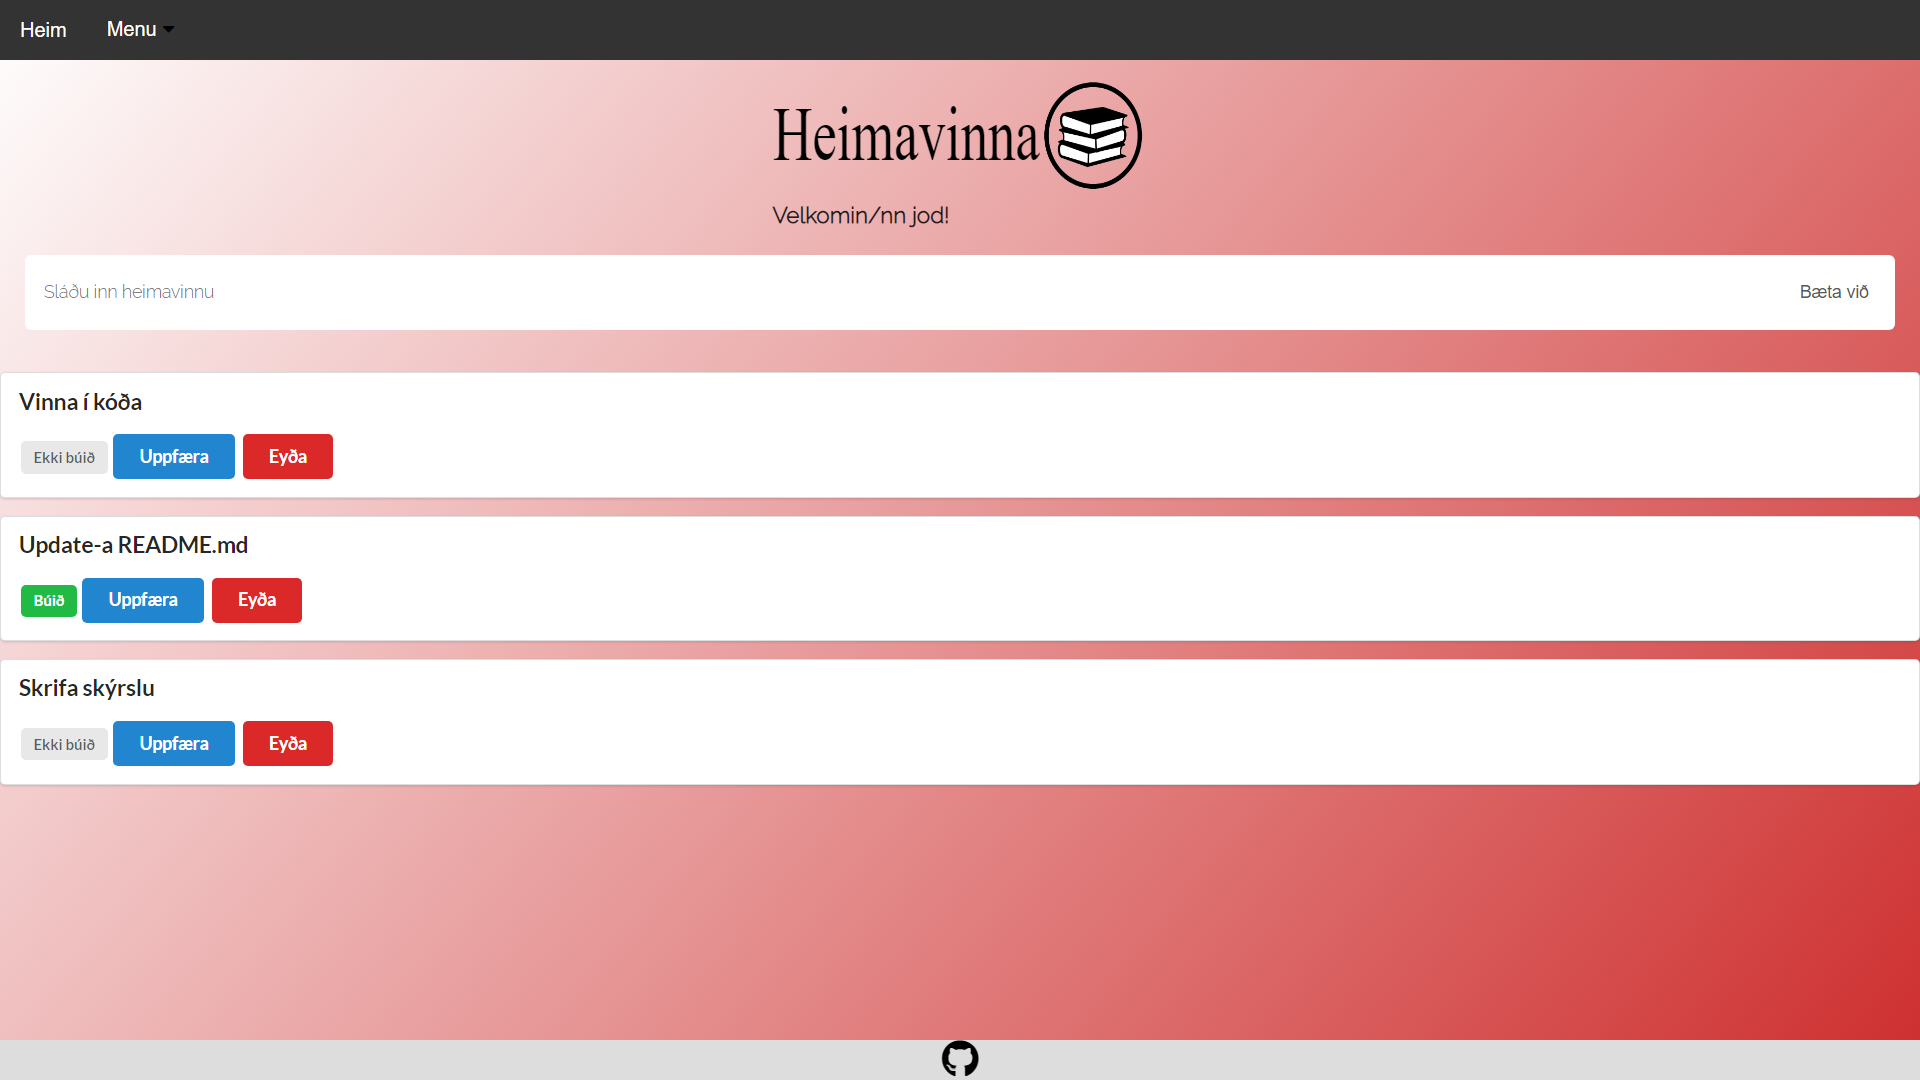 Heim Menu
Heimavinna
Velkomin/nn jod!
Sláðu inn heimavinnu Bæta við
Vinna í kóða
Ekki búið Uppfæra Eyða
Update-a README.md
Búið Uppfæra Eyða
Skrifa skýrslu
Ekki búið Uppfæra Eyða